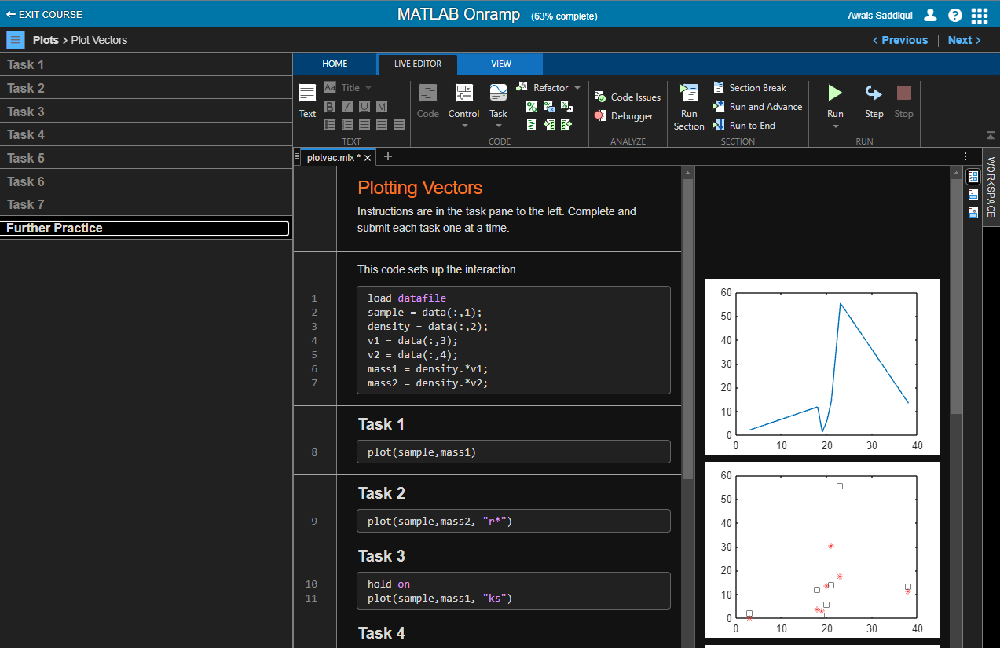 EXIT COURSE
MATLAB Onramp (63% complete)
Awais Saddiqui
?
Plots > Plot Vectors
< Previous | Next >
Task 1
Task 2
Task 3
Task 4
Task 5
Task 6
Task 7
Further Practice
HOME
LIVE EDITOR
VIEW
Text
Aa Title
B I U M
TEXT
Code
Control
Task
Refactor
CODE
Code Issues
Debugger
ANALYZE
Run Section
Section Break
Run and Advance
Run to End
SECTION
Run
Step
Stop
RUN
plotvec.mlx * ×
+
WORKSPACE
Plotting Vectors
Instructions are in the task pane to the left. Complete and
submit each task one at a time.
This code sets up the interaction.
1 load datafile
2 sample = data(:,1);
3 density = data(:,2);
4 v1 = data(:,3);
5 v2 = data(:,4);
6 mass1 = density.*v1;
7 mass2 = density.*v2;
Task 1
8 plot(sample,mass1)
Task 2
9 plot(sample,mass2, "r*")
Task 3
10 hold on
11 plot(sample,mass1, "ks")
Task 4
60
50
40
30
20
10
0
0 10 20 30 40
60
50
40
30
20
10
0
0 10 20 30 40